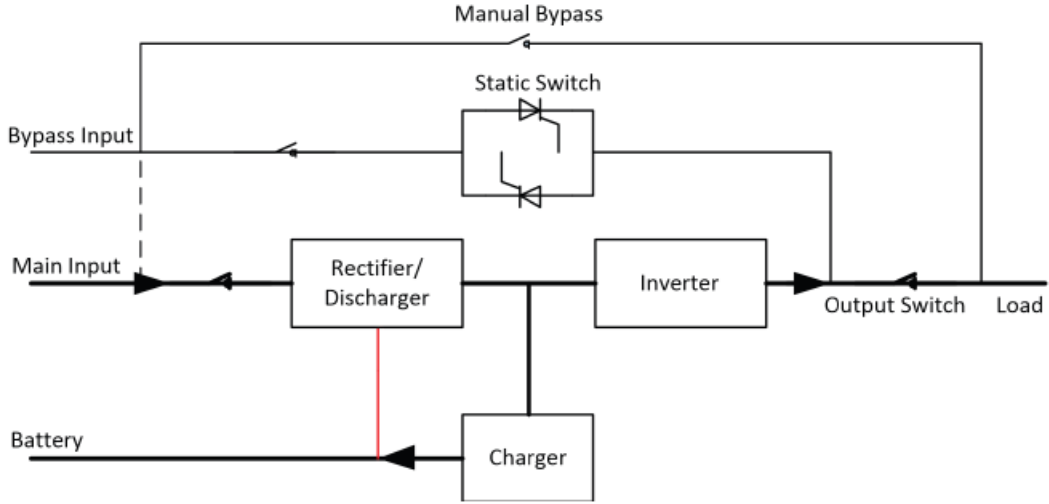 Manual Bypass
Static Switch
Bypass Input
Main Input
Rectifier/
Discharger
Inverter
Output Switch
Load
Battery
Charger